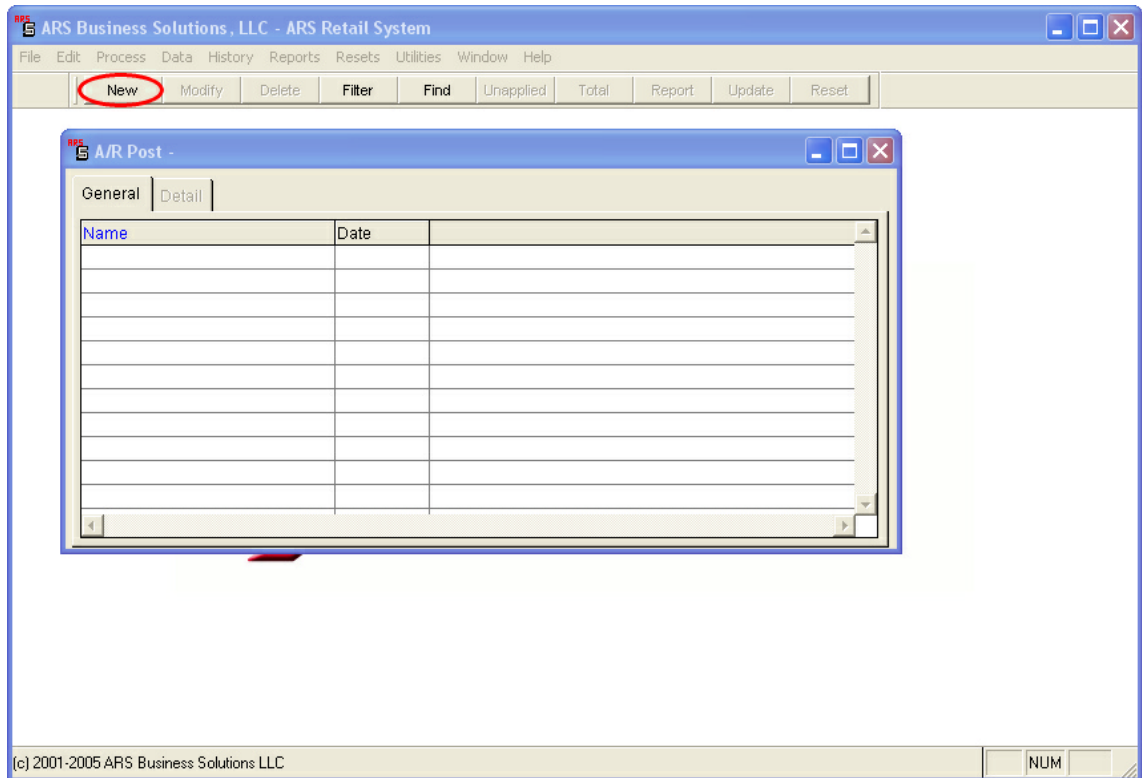 ARS Business Solutions, LLC - ARS Retail System
File Edit Process Data History Reports Resets Utilities Window Help
New Modify Delete Filter Find Unapplied Total Report Update Reset
A/R Post -
General Detail
Name Date
(c) 2001-2005 ARS Business Solutions LLC NUM